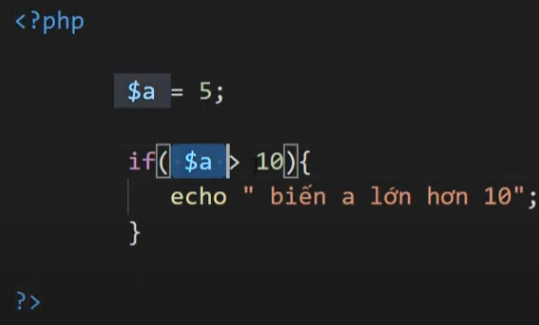 <?php
$a = 5;
if( $a > 10){
echo " biến a lớn hơn 10";
}
?>